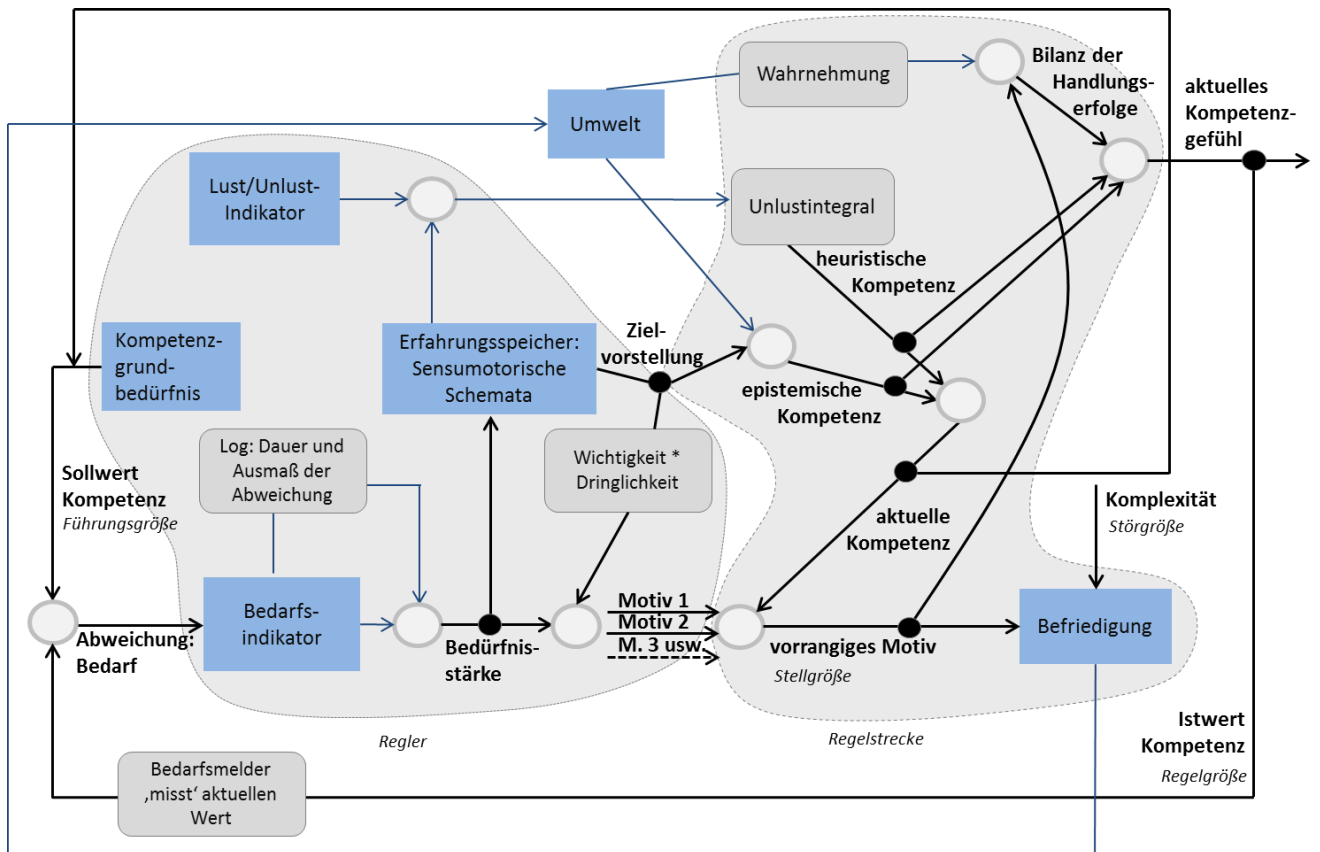 Wahrnehmung
Bilanz der
Handlungs-
erfolge
aktuelles
Kompetenz-
gefühl
Umwelt
Lust/Unlust-
Indikator
Unlustintegral
heuristische
Kompetenz
Kompetenz-
grund-
bedürfnis
Erfahrungsspeicher:
Sensumotorische
Schemata
Ziel-
vorstellung
epistemische
Kompetenz
Log: Dauer und
Ausmaß der
Abweichung
Wichtigkeit *
Dringlichkeit
Sollwert
Kompetenz
Führungsgröße
aktuelle
Kompetenz
Komplexität
Störgröße
Abweichung:
Bedarf
Bedarfs-
indikator
Bedürfnis-
stärke
Motiv 1
Motiv 2
M. 3 usw.
vorrangiges Motiv
Stellgröße
Befriedigung
Regler
Regelstrecke
Istwert
Kompetenz
Regelgröße
Bedarfsmelder
‚misst‘ aktuellen
Wert